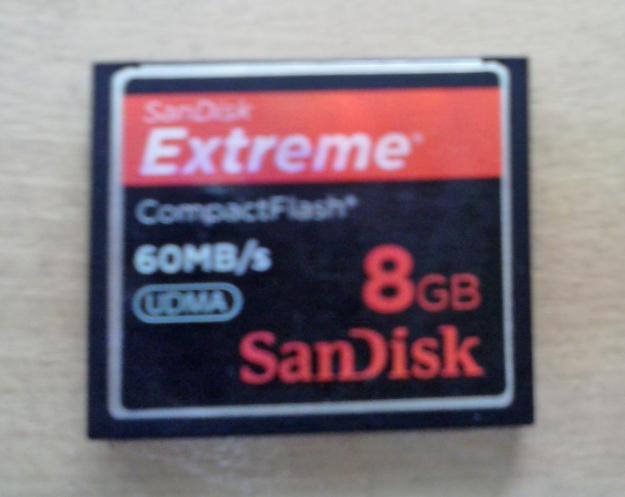 SanDisk
Extreme®
CompactFlash®
60MB/s
8GB
UDMA
SanDisk